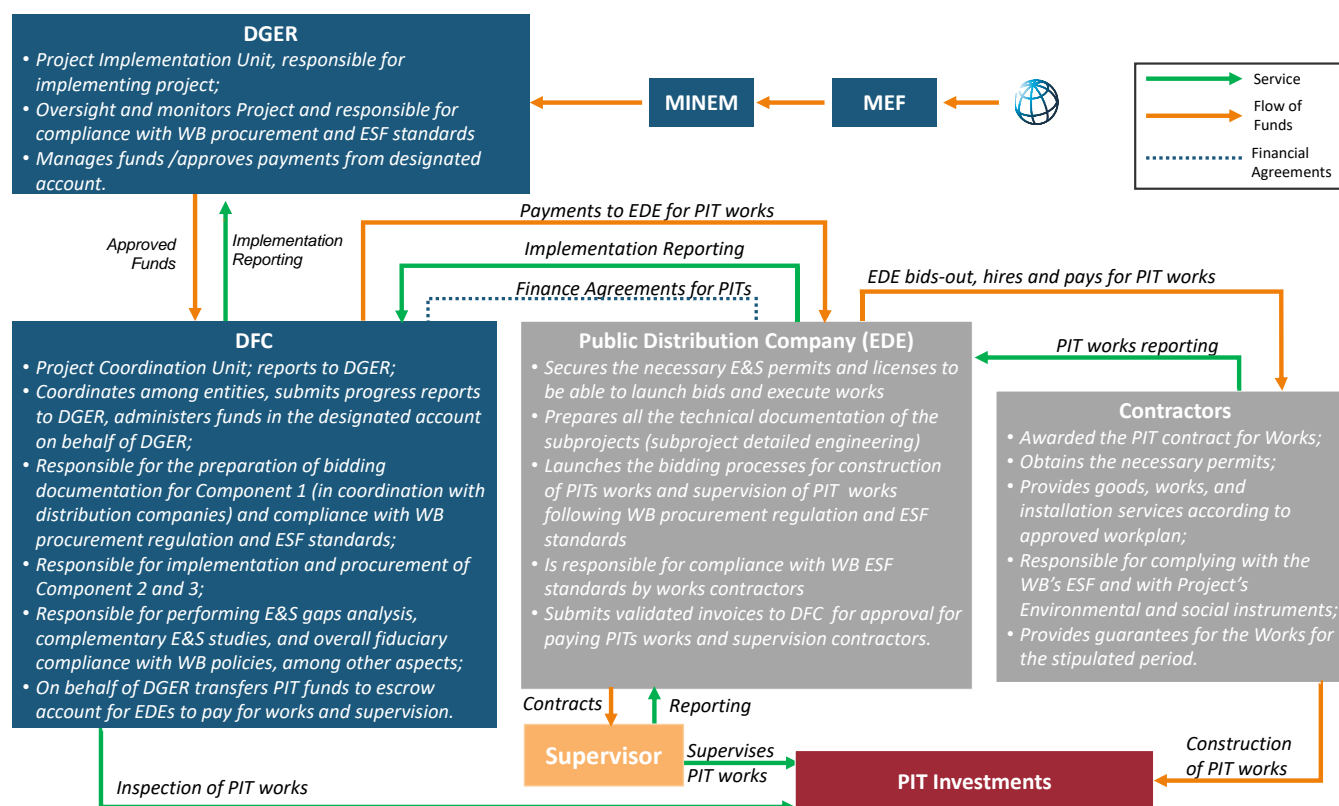 DGER
• Project Implementation Unit, responsible for
implementing project;
• Oversight and monitors Project and responsible for
compliance with WB procurement and ESF standards
• Manages funds /approves payments from designated
account.
MINEM
MEF
Service
Flow of
Funds
Financial
Agreements
Approved
Funds
Implementation
Reporting
Payments to EDE for PIT works
Implementation Reporting
Finance Agreements for PITs
EDE bids-out, hires and pays for PIT works
PIT works reporting
DFC
• Project Coordination Unit; reports to DGER;
• Coordinates among entities, submits progress reports
to DGER, administers funds in the designated account
on behalf of DGER;
• Responsible for the preparation of bidding
documentation for Component 1 (in coordination with
distribution companies) and compliance with WB
procurement regulation and ESF standards;
• Responsible for implementation and procurement of
Component 2 and 3;
• Responsible for performing E&S gaps analysis,
complementary E&S studies, and overall fiduciary
compliance with WB policies, among other aspects;
• On behalf of DGER transfers PIT funds to escrow
account for EDEs to pay for works and supervision.
Public Distribution Company (EDE)
• Secures the necessary E&S permits and licenses to
be able to launch bids and execute works
• Prepares all the technical documentation of the
subprojects (subproject detailed engineering)
• Launches the bidding processes for construction
of PITs works and supervision of PIT works
following WB procurement regulation and ESF
standards
• Is responsible for compliance with WB ESF
standards by works contractors
• Submits validated invoices to DFC for approval for
paying PITs works and supervision contractors.
Contractors
• Awarded the PIT contract for Works;
• Obtains the necessary permits;
• Provides goods, works, and
installation services according to
approved workplan;
• Responsible for complying with the
WB's ESF and with Project's
Environmental and social instruments;
• Provides guarantees for the Works for
the stipulated period.
Contracts
Reporting
Supervisor
Supervises
PIT works
PIT Investments
Construction
of PIT works
Inspection of PIT works